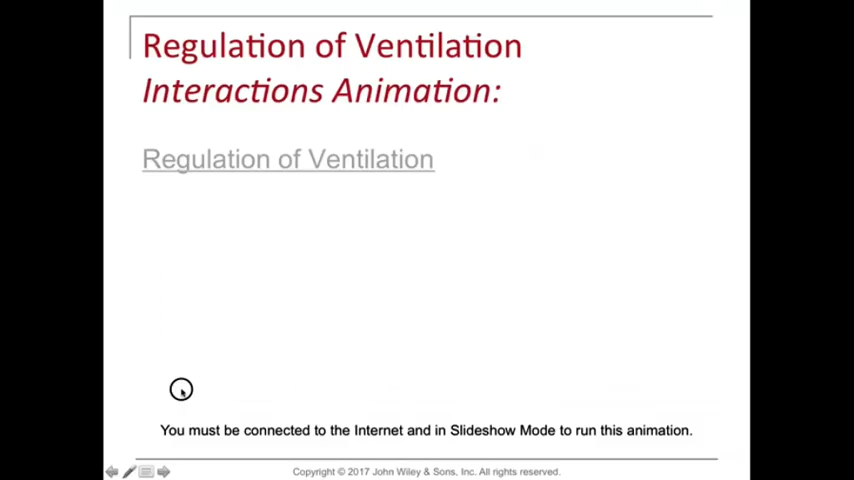 Regulation of Ventilation
Interactions Animation:
Regulation of Ventilation
You must be connected to the Internet and in Slideshow Mode to run this animation.
Copyright © 2017 John Wiley & Sons, Inc. All rights reserved.